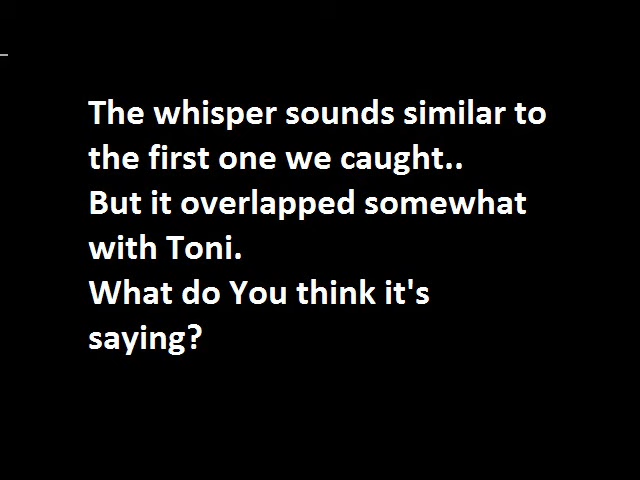 The whisper sounds similar to
the first one we caught..
But it overlapped somewhat
with Toni.
What do You think it's
saying?